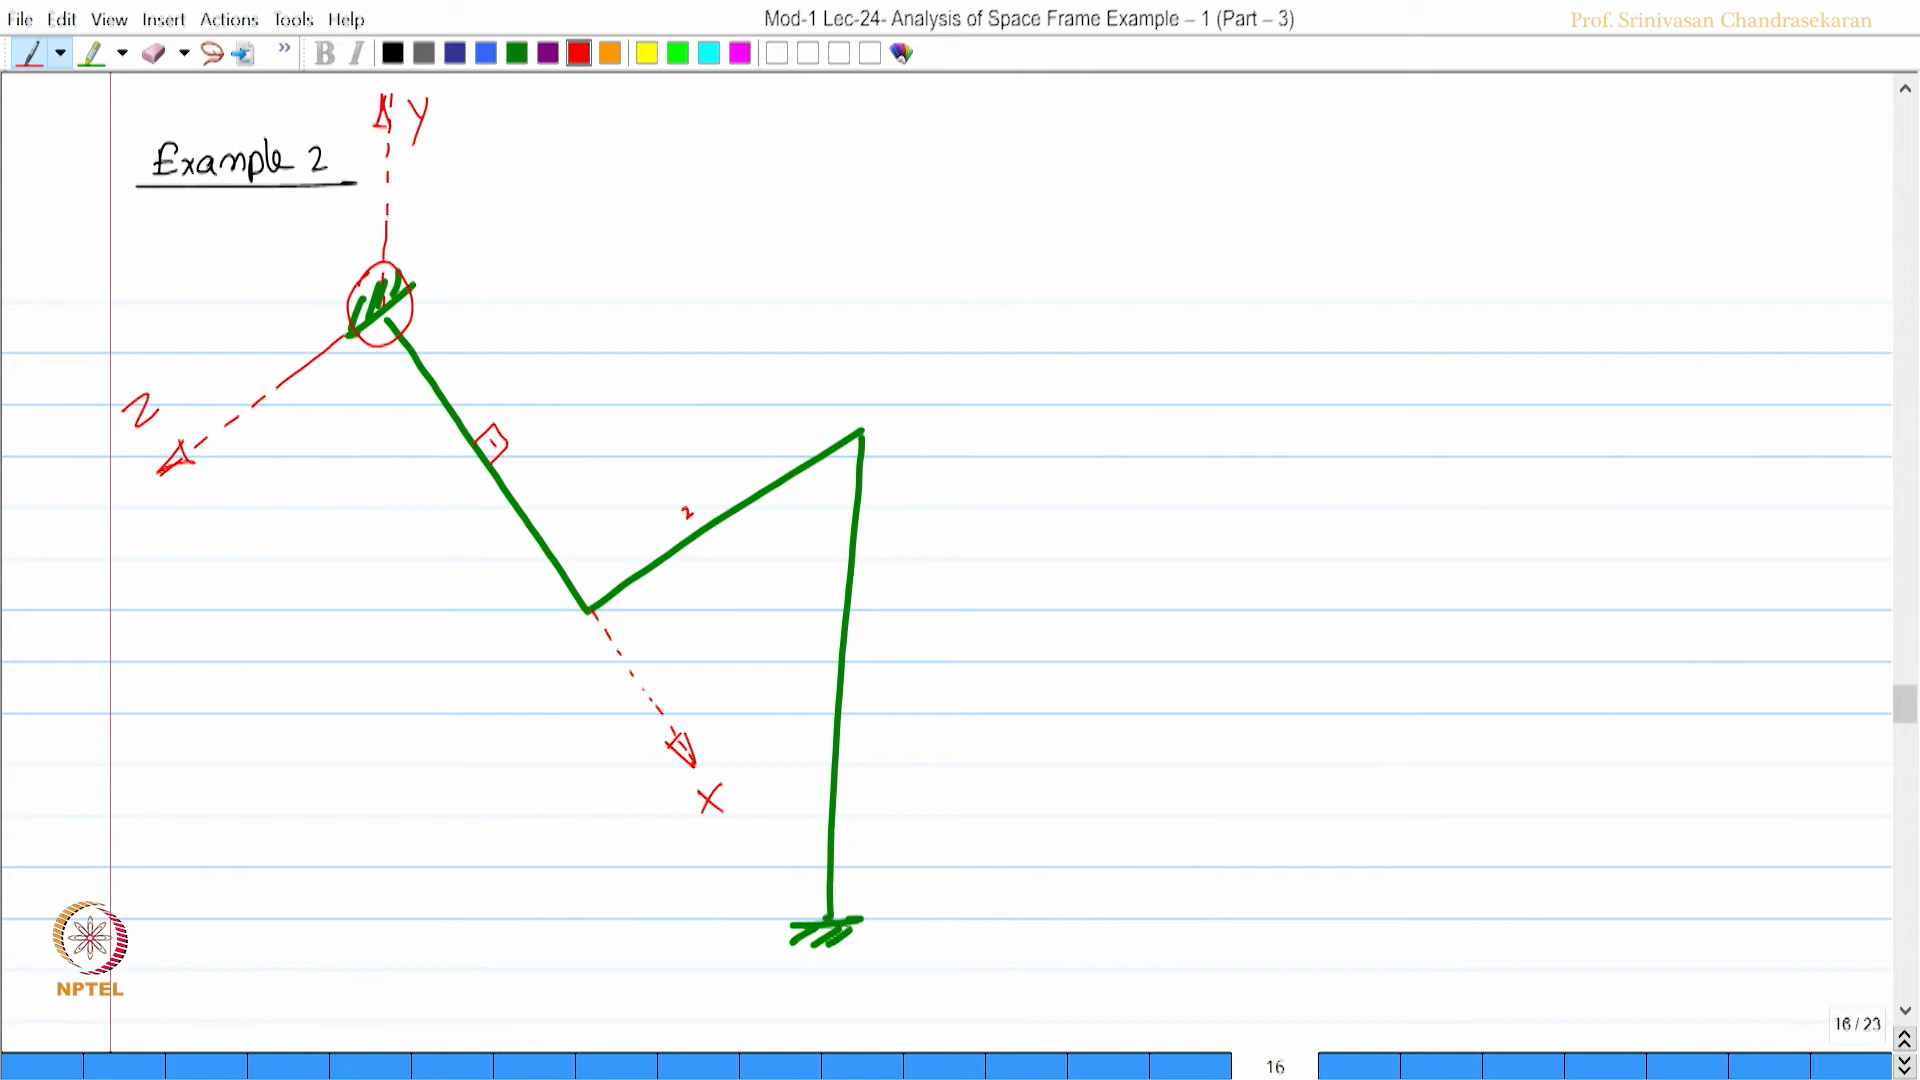 File Edit View Insert Actions Tools Help
Mod-1 Lec-24- Analysis of Space Frame Example – 1 (Part – 3)
Prof. Srinivasan Chandrasekaran
B I
y
Example 2
Z
1
2
X
NPTEL
16 / 23
16